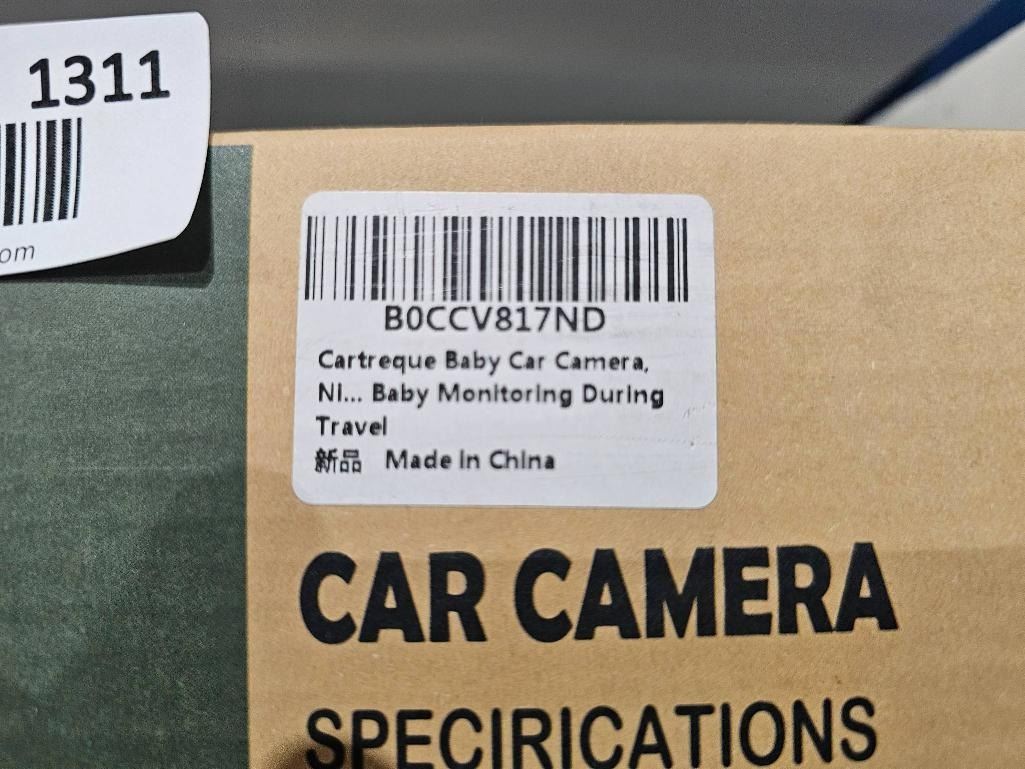 1311
om
B0CCV817ND
Cartreque Baby Car Camera,
NI... Baby Monitoring During
Travel
新品 Made In China
CAR CAMERA
SPECIRICATIONS